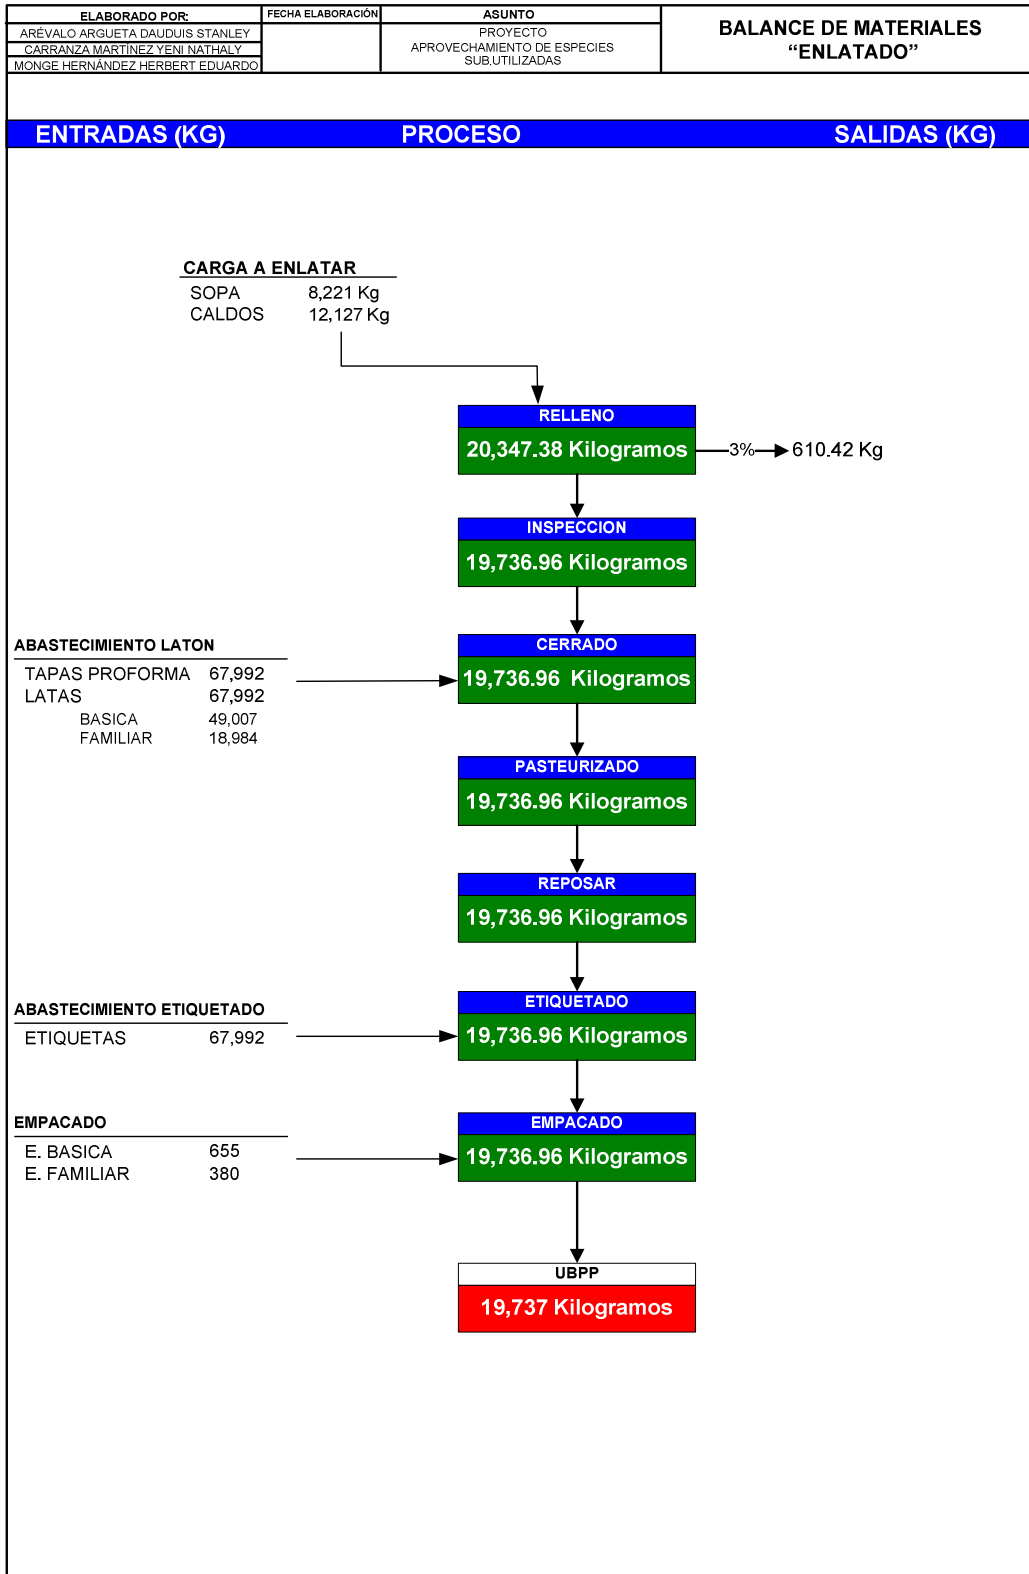 ELABORADO POR:
ARÉVALO ARGUETA DAUDUIS STANLEY
CARRANZA MARTÍNEZ YENI NATHALY
MONGE HERNÁNDEZ HERBERT EDUARDO
FECHA ELABORACIÓN
ASUNTO
PROYECTO
APROVECHAMIENTO DE ESPECIES
SUB,UTILIZADAS
BALANCE DE MATERIALES
“ENLATADO”
ENTRADAS (KG) PROCESO SALIDAS (KG)
CARGA A ENLATAR
SOPA 8,221 Kg
CALDOS 12,127 Kg
RELLENO
20,347.38 Kilogramos 3% 610.42 Kg
INSPECCION
19,736.96 Kilogramos
ABASTECIMIENTO LATON
TAPAS PROFORMA 67,992
LATAS 67,992
BASICA 49,007
FAMILIAR 18,984
CERRADO
19,736.96 Kilogramos
PASTEURIZADO
19,736.96 Kilogramos
REPOSAR
19,736.96 Kilogramos
ABASTECIMIENTO ETIQUETADO
ETIQUETAS 67,992
ETIQUETADO
19,736.96 Kilogramos
EMPACADO
E. BASICA 655
E. FAMILIAR 380
EMPACADO
19,736.96 Kilogramos
UBPP
19,737 Kilogramos